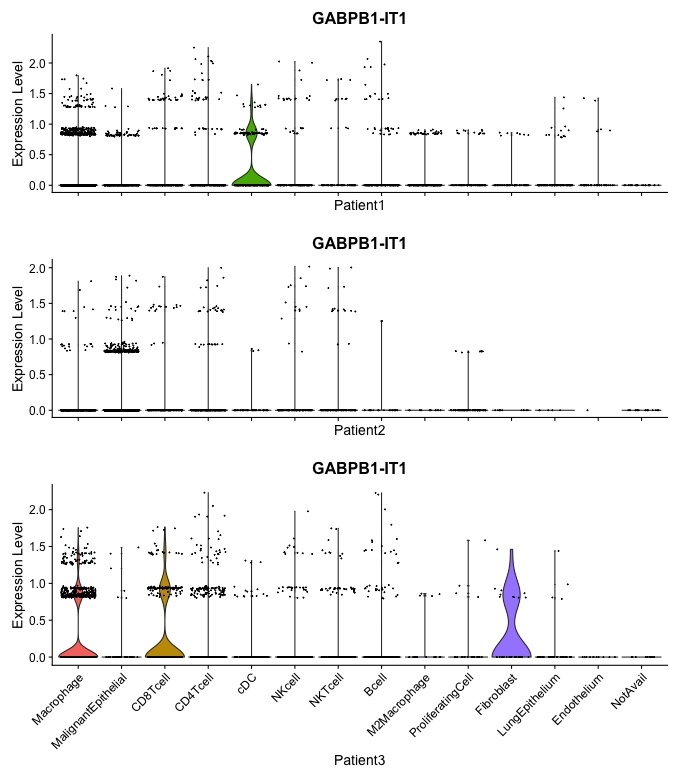 GABPB1-IT1
Expression Level
2.0
1.5
1.0
0.5
0.0
Patient1
GABPB1-IT1
Expression Level
2.0
1.5
1.0
0.5
0.0
Patient2
GABPB1-IT1
Expression Level
2.0
1.5
1.0
0.5
0.0
Macrophage
MalignantEpithelial
CD8Tcell
CD4Tcell
cDC
NKcell
NKTcell
Bcell
M2Macrophage
ProliferatingCell
Fibroblast
LungEpithelium
Endothelium
NotAvail
Patient3